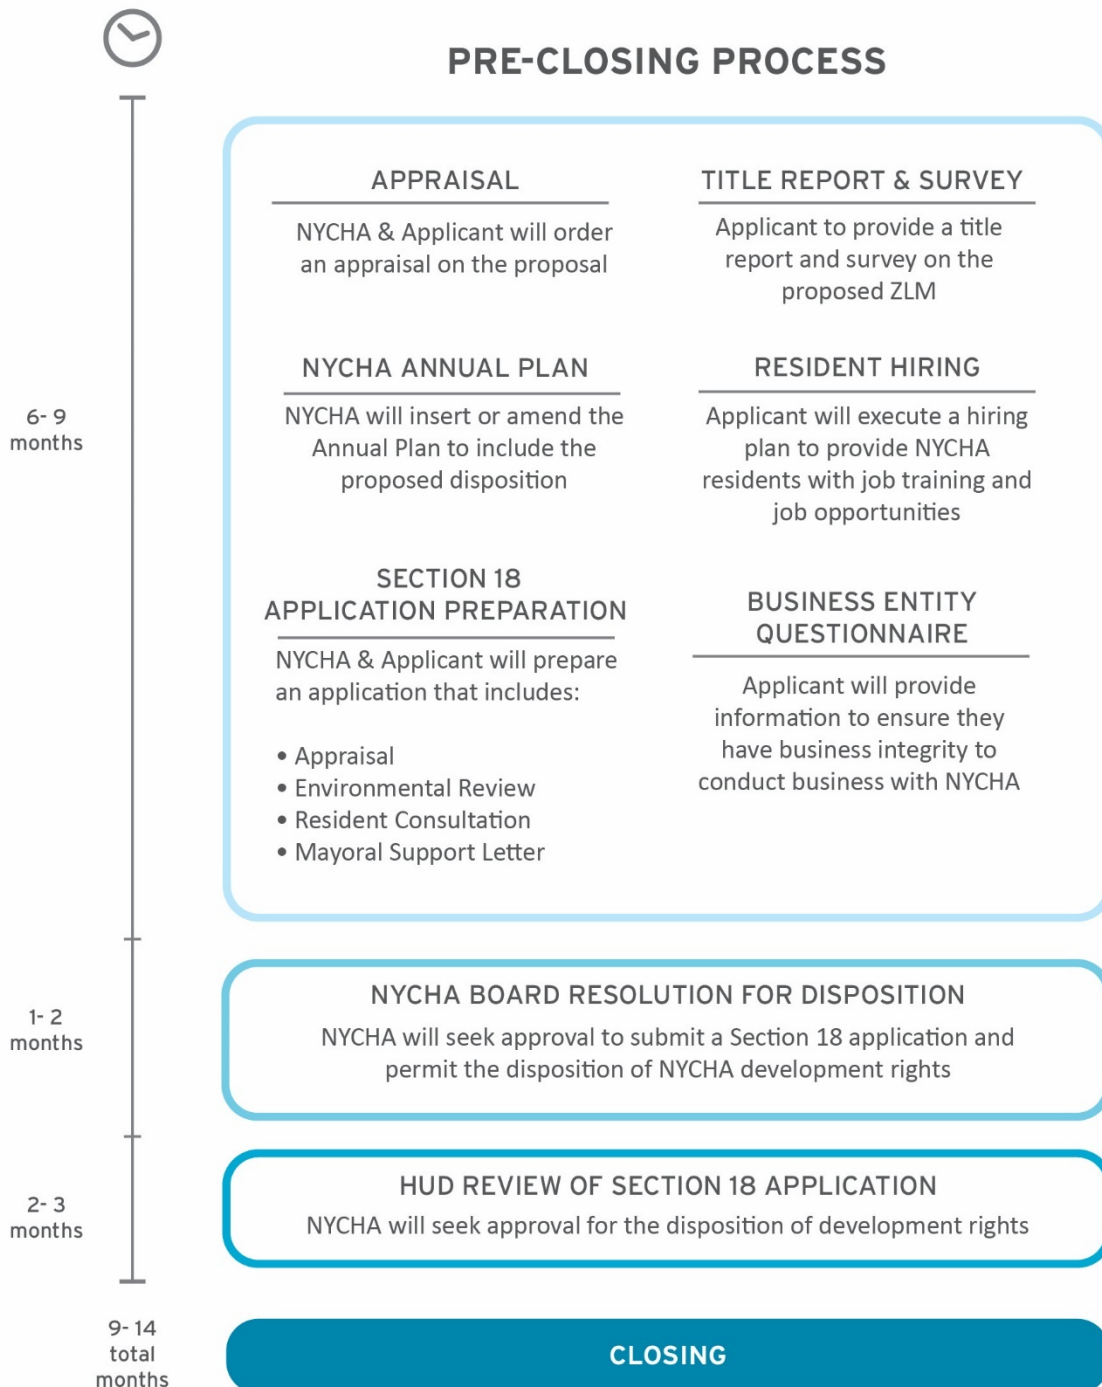 PRE-CLOSING PROCESS
6- 9
months
APPRAISAL
NYCHA & Applicant will order
an appraisal on the proposal
TITLE REPORT & SURVEY
Applicant to provide a title
report and survey on the
proposed ZLM
NYCHA ANNUAL PLAN
NYCHA will insert or amend the
Annual Plan to include the
proposed disposition
RESIDENT HIRING
Applicant will execute a hiring
plan to provide NYCHA
residents with job training and
job opportunities
SECTION 18
APPLICATION PREPARATION
NYCHA & Applicant will prepare
an application that includes:
• Appraisal
• Environmental Review
• Resident Consultation
• Mayoral Support Letter
BUSINESS ENTITY
QUESTIONNAIRE
Applicant will provide
information to ensure they
have business integrity to
conduct business with NYCHA
1- 2
months
NYCHA BOARD RESOLUTION FOR DISPOSITION
NYCHA will seek approval to submit a Section 18 application and
permit the disposition of NYCHA development rights
2- 3
months
HUD REVIEW OF SECTION 18 APPLICATION
NYCHA will seek approval for the disposition of development rights
9- 14
total
months
CLOSING